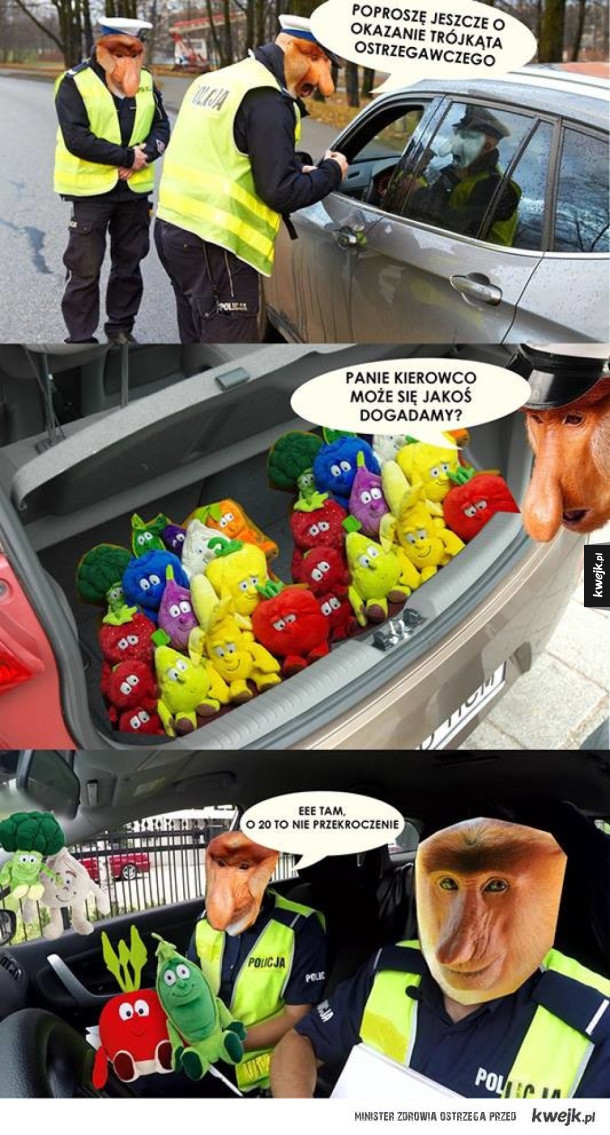 POPROSZĘ JESZCZE O
OKAZANIE TRÓJKĄTA
OSTRZEGAWCZEGO
POLICJA
POLICJA
PANIE KIEROWCO
MOŻE SIĘ JAKOŚ
DOGADAMY?
kwejk.pl
EEE TAM,
O 20 TO NIE PRZEKROCZENIE
POLICJA
POLIC
POLICJA
MINISTER ZDROWIA OSTRZEGA PRZED kwejk.pl